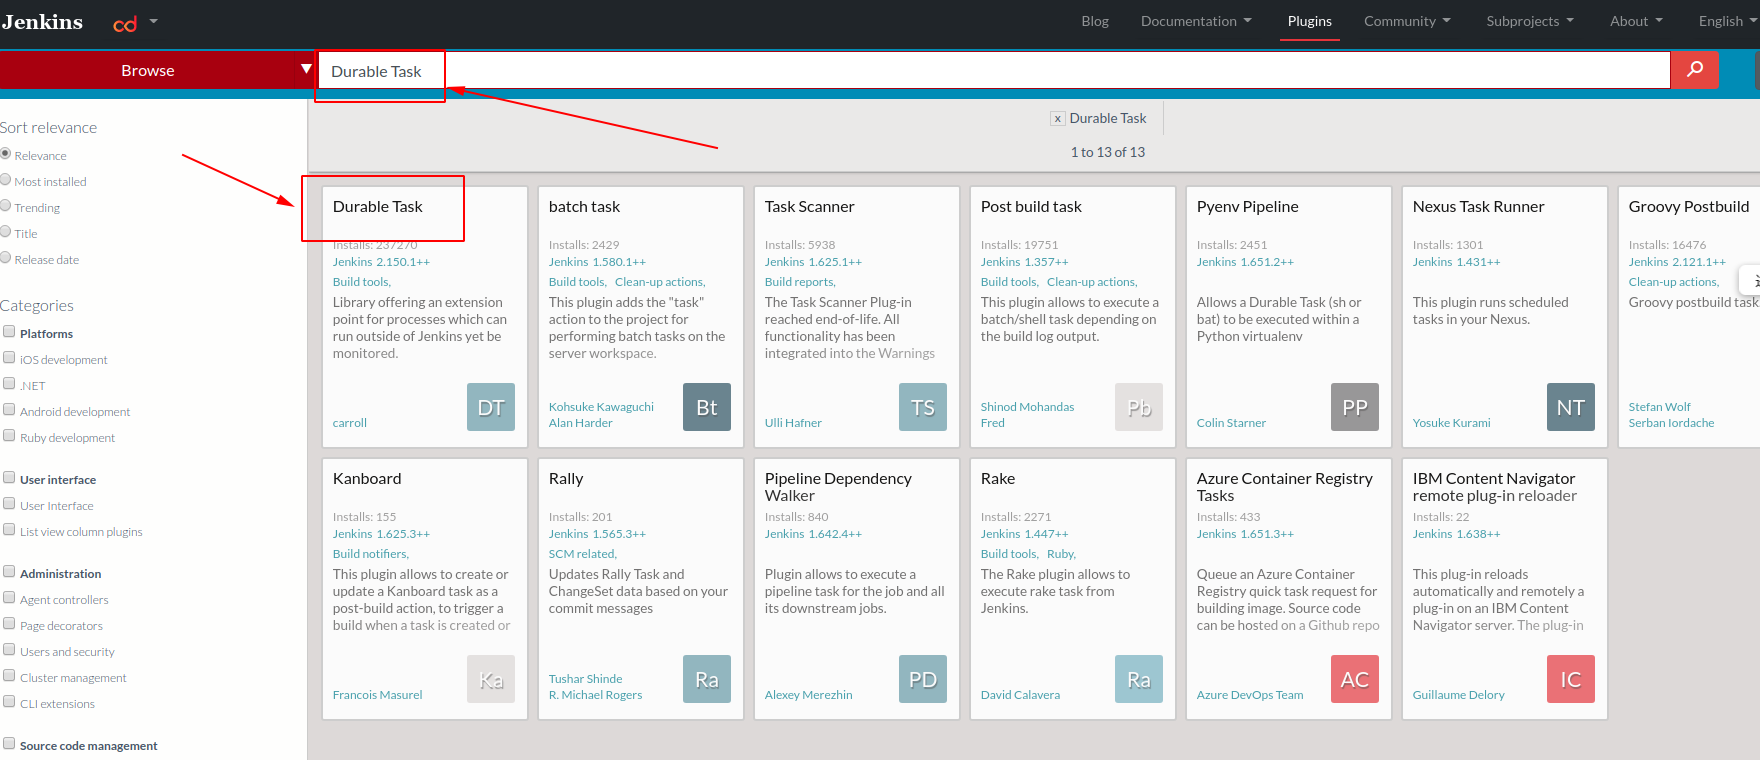 Jenkins
Blog
Documentation
Plugins
Community
Subprojects
About
English
Browse
Durable Task
x Durable Task
1 to 13 of 13
Sort relevance
Relevance
Most installed
Trending
Title
Release date
Categories
Platforms
iOS development
.NET
Android development
Ruby development
User interface
User Interface
List view column plugins
Administration
Agent controllers
Page decorators
Users and security
Cluster management
CLI extensions
Source code management
Durable Task
Installs: 237270
Jenkins 2.150.1++
Build tools,
Library offering an extension
point for processes which can
run outside of Jenkins yet be
monitored.
carroll
DT
batch task
Installs: 2429
Jenkins 1.580.1++
Build tools, Clean-up actions,
This plugin adds the "task"
action to the project for
performing batch tasks on the
server workspace.
Kohsuke Kawaguchi
Alan Harder
Bt
Task Scanner
Installs: 5938
Jenkins 1.625.1++
Build reports,
The Task Scanner Plug-in
reached end-of-life. All
functionality has been
integrated into the Warnings
Ulli Hafner
TS
Post build task
Installs: 19751
Jenkins 1.357++
Build tools, Clean-up actions,
This plugin allows to execute a
batch/shell task depending on
the build log output.
Shinod Mohandas
Fred
Pb
Pyenv Pipeline
Installs: 2451
Jenkins 1.651.2++
Allows a Durable Task (sh or
bat) to be executed within a
Python virtualenv
Colin Starner
PP
Nexus Task Runner
Installs: 1301
Jenkins 1.431++
This plugin runs scheduled
tasks in your Nexus.
Yosuke Kurami
NT
Groovy Postbuild
Installs: 16476
Jenkins 2.121.1++
Clean-up actions,
Groovy postbuild task
Stefan Wolf
Serban Iordache
Kanboard
Installs: 155
Jenkins 1.625.3++
Build notifiers,
This plugin allows to create or
update a Kanboard task as a
post-build action, to trigger a
build when a task is created or
Francois Masurel
Ka
Rally
Installs: 201
Jenkins 1.565.3++
SCM related,
Updates Rally Task and
ChangeSet data based on your
commit messages
Tushar Shinde
R. Michael Rogers
Ra
Pipeline Dependency
Walker
Installs: 840
Jenkins 1.642.4++
Plugin allows to execute a
pipeline task for the job and all
its downstream jobs.
Alexey Merezhin
PD
Rake
Installs: 2271
Jenkins 1.447++
Build tools, Ruby,
The Rake plugin allows to
execute rake task from
Jenkins.
David Calavera
Ra
Azure Container Registry
Tasks
Installs: 433
Jenkins 1.651.3++
Queue an Azure Container
Registry quick task request for
building image. Source code
can be hosted on a Github repo
Azure DevOps Team
AC
IBM Content Navigator
remote plug-in reloader
Installs: 22
Jenkins 1.638++
This plug-in reloads
automatically and remotely a
plug-in on an IBM Content
Navigator server. The plug-in
Guillaume Delory
IC